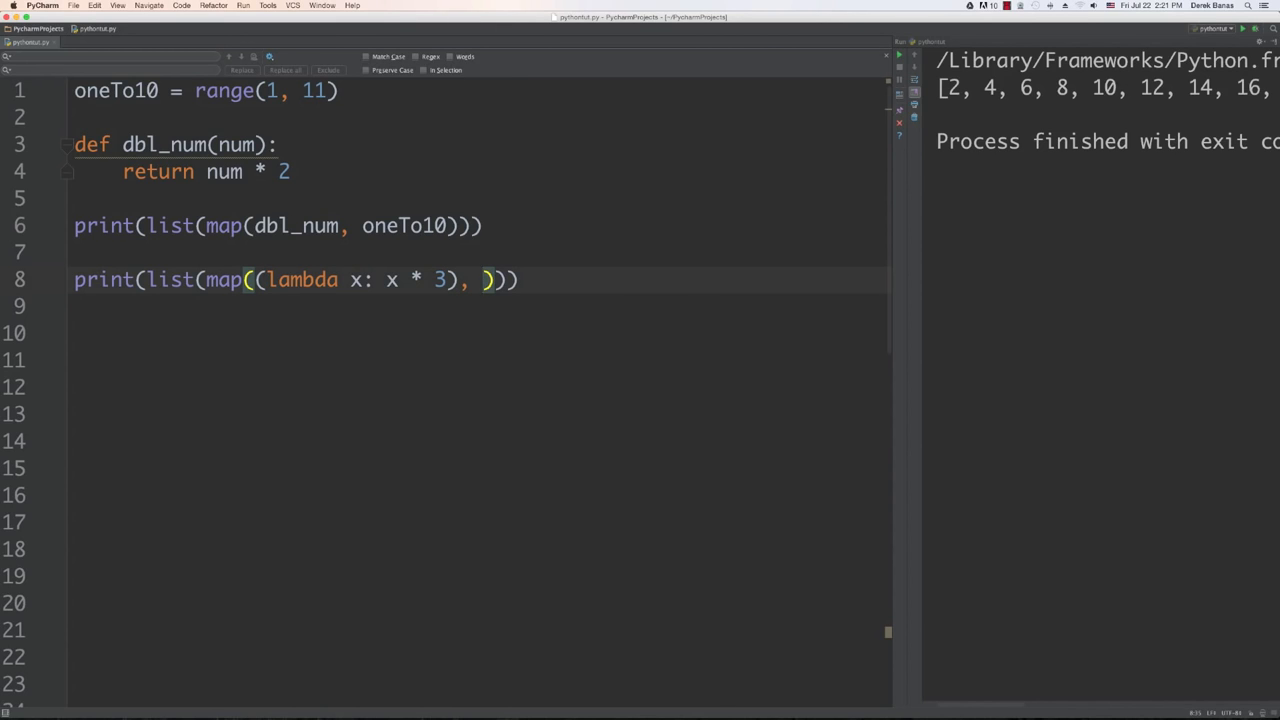 PyCharm File Edit View Navigate Code Refactor Run Tools VCS Window Help
10 Fri Jul 22 2:21 PM Derek Banas
pythontut.py - PycharmProjects - [~/PycharmProjects]
PycharmProjects pythontut.py
pythontut
pythontut.py
Run pythontut
Match Case Regex Words
Replace Replace all Exclude Preserve Case In Selection
1 oneTo10 = range(1, 11)
2
3 def dbl_num(num):
4 return num * 2
5
6 print(list(map(dbl_num, oneTo10)))
7
8 print(list(map((lambda x: x * 3), )))
9
10
11
12
13
14
15
16
17
18
19
20
21
22
23
24
/Library/Frameworks/Python.fr
[2, 4, 6, 8, 10, 12, 14, 16,
Process finished with exit co
8:35 LF÷ UTF-8÷